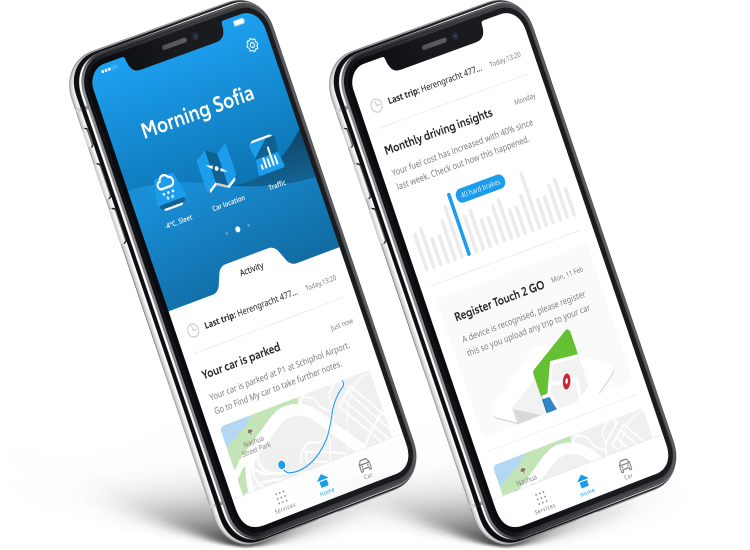 Morning Sofia
-4°C, Sleet
Car location
Traffic
Activity
Last trip: Herengracht 477... Today,13:20
Your car is parked Just now
Your car is parked at P1 at Schiphol Airport.
Go to Find My car to take further notes.
Nauhua
Street Park
Services Home Car
Last trip: Herengracht 477... Today,13:20
Monthly driving insights Monday
Your fuel cost has increased with 40% since
last week. Check out how this happened.
40 hard brakes
Register Touch 2 GO Mon, 11 Feb
A device is recognised, please register
this so you upload any trip to your car
Nauhua
Services Home Car